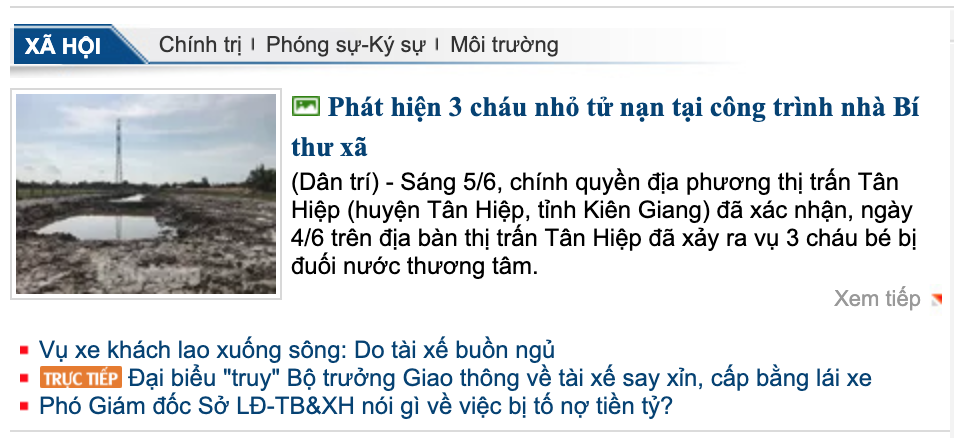 XÃ HỘI
Chính trị | Phóng sự-Ký sự | Môi trường
Phát hiện 3 cháu nhỏ tử nạn tại công trình nhà Bí
thư xã
(Dân trí) - Sáng 5/6, chính quyền địa phương thị trấn Tân
Hiệp (huyện Tân Hiệp, tỉnh Kiên Giang) đã xác nhận, ngày
4/6 trên địa bàn thị trấn Tân Hiệp đã xảy ra vụ 3 cháu bé bị
đuối nước thương tâm.
Xem tiếp
Vụ xe khách lao xuống sông: Do tài xế buồn ngủ
TRỰC TIẾP Đại biểu "truy" Bộ trưởng Giao thông về tài xế say xỉn, cấp bằng lái xe
Phó Giám đốc Sở LĐ-TB&XH nói gì về việc bị tố nợ tiền tỷ?